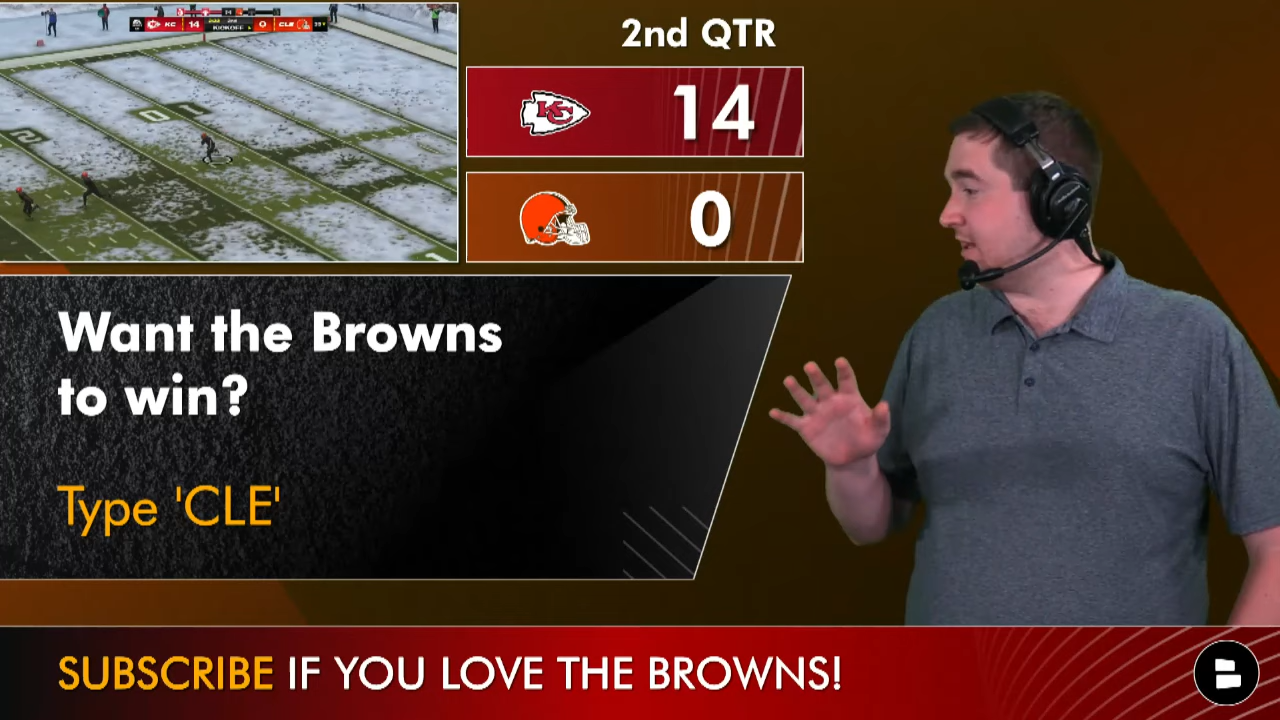 KC 14 KICKOFF 0 CLE
2nd QTR
KC
14
0
Want the Browns
to win?
Type 'CLE'
SUBSCRIBE IF YOU LOVE THE BROWNS!